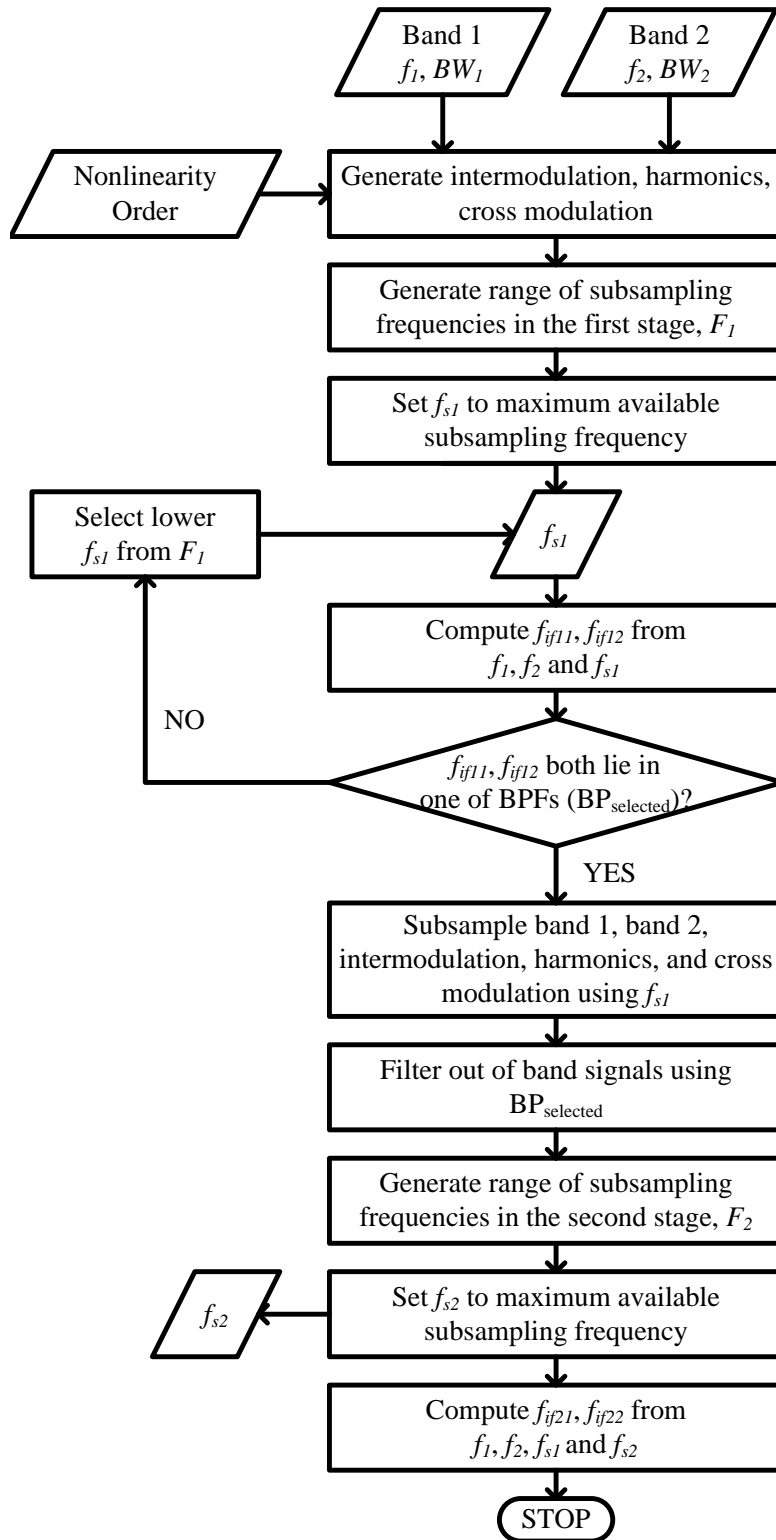 Band 1
f1, BW1
Band 2
f2, BW2
Nonlinearity
Order
Generate intermodulation, harmonics,
cross modulation
Generate range of subsampling
frequencies in the first stage, F1
Set fs1 to maximum available
subsampling frequency
Select lower
fs1 from F1
fs1
Compute fif11, fif12 from
f1, f2 and fs1
NO
fif11, fif12 both lie in
one of BPFs (BPselected)?
YES
Subsample band 1, band 2,
intermodulation, harmonics, and cross
modulation using fs1
Filter out of band signals using
BPselected
Generate range of subsampling
frequencies in the second stage, F2
fs2
Set fs2 to maximum available
subsampling frequency
Compute fif21, fif22 from
f1, f2, fs1 and fs2
STOP